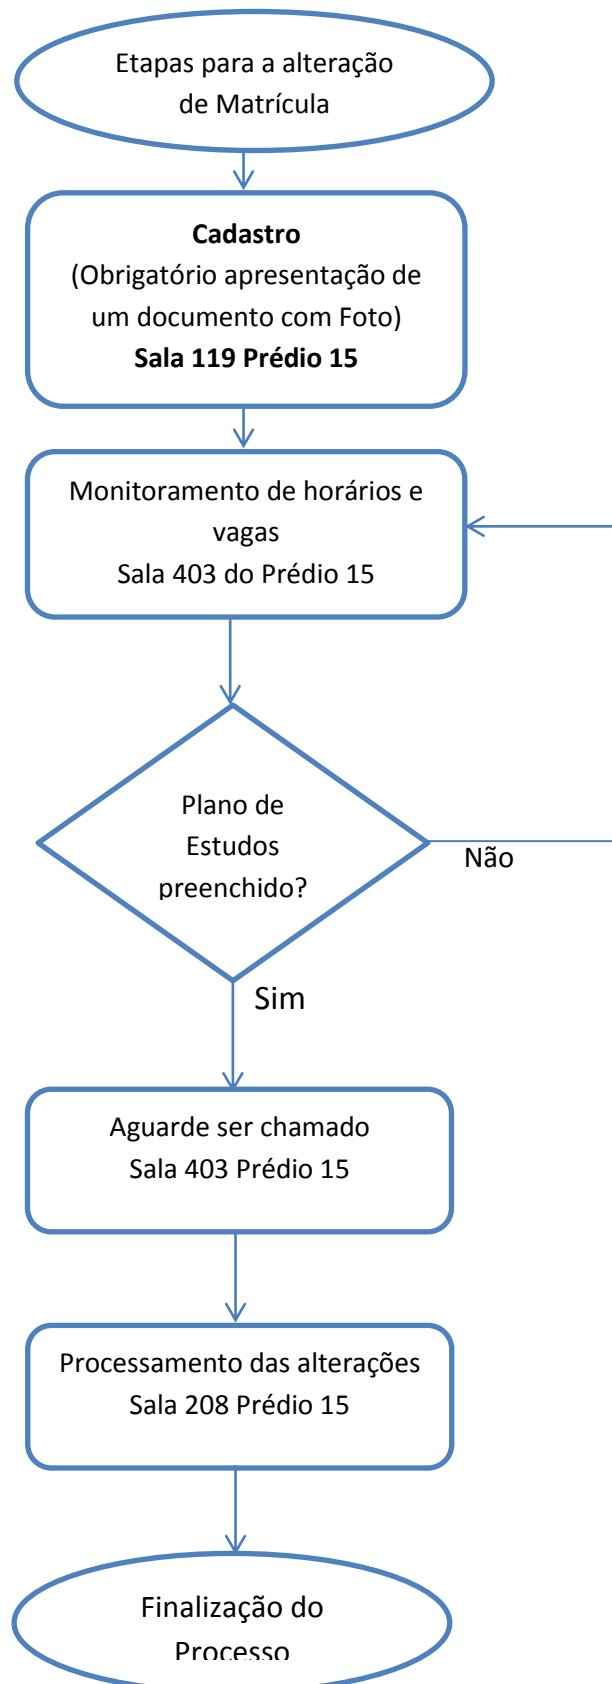 Etapas para a alteração
de Matrícula
Cadastro
(Obrigatório apresentação de
um documento com Foto)
Sala 119 Prédio 15
Monitoramento de horários e
vagas
Sala 403 do Prédio 15
Plano de
Estudos
preenchido?
Não
Sim
Aguarde ser chamado
Sala 403 Prédio 15
Processamento das alterações
Sala 208 Prédio 15
Finalização do
Processo